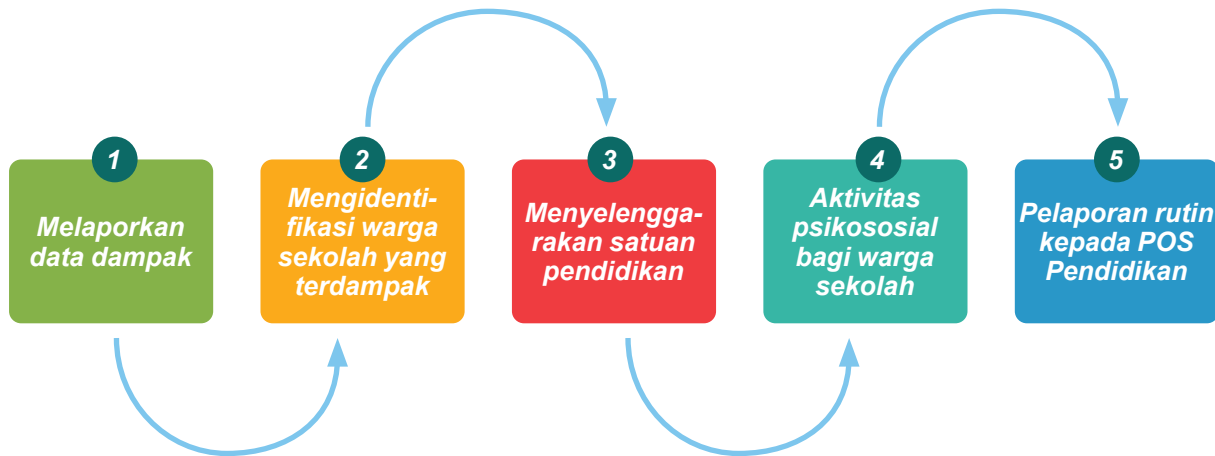 1
Melaporkan
data dampak
2
Mengidenti-
fikasi warga
sekolah yang
terdampak
3
Menyelengga-
rakan satuan
pendidikan
4
Aktivitas
psikososial
bagi warga
sekolah
5
Pelaporan rutin
kepada POS
Pendidikan